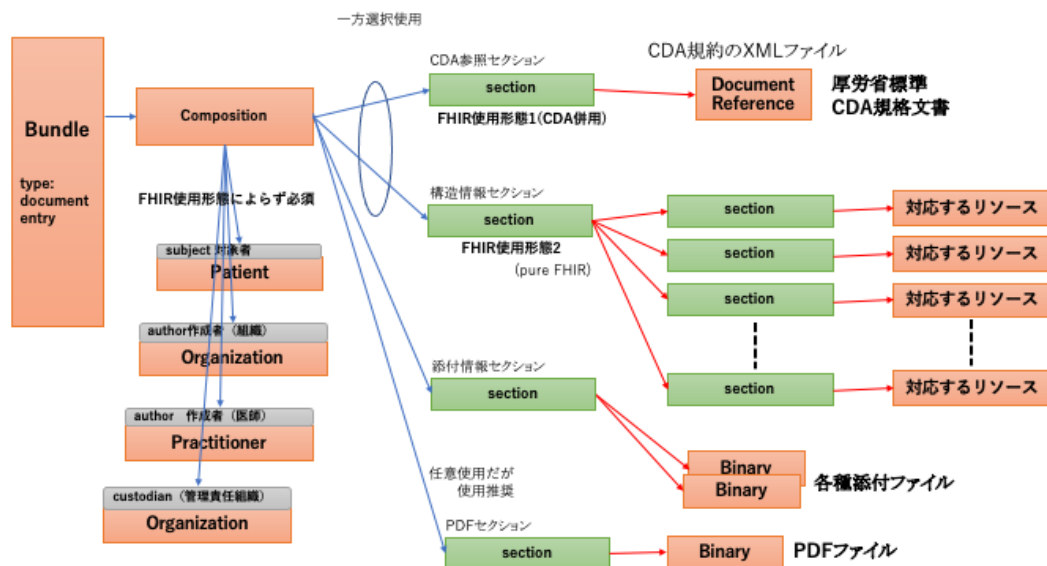 一方選択使用
CDA参照セクション
section
FHIR使用形態1(CDA併用)
CDA規約のXMLファイル
Document
Reference
厚労省標準
CDA規格文書
Bundle
type:
document
entry
Composition
FHIR使用形態によらず必須
subject 対象者
Patient
author作成者（組織）
Organization
author　作成者（医師）
Practitioner
custodian（管理責任組織）
Organization
構造情報セクション
section
FHIR使用形態2
(pure FHIR)
section
対応するリソース
section
対応するリソース
section
対応するリソース
section
対応するリソース
添付情報セクション
section
Binary
Binary
各種添付ファイル
任意使用だが
使用推奨
PDFセクション
section
Binary
PDFファイル